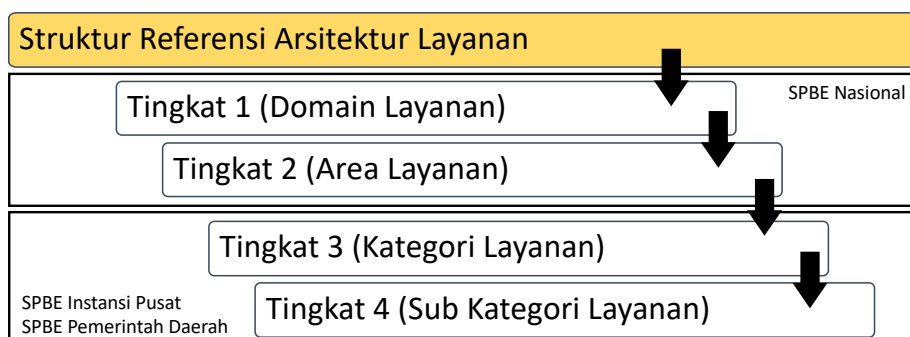 Struktur Referensi Arsitektur Layanan
Tingkat 1 (Domain Layanan)
SPBE Nasional
Tingkat 2 (Area Layanan)
Tingkat 3 (Kategori Layanan)
SPBE Instansi Pusat
SPBE Pemerintah Daerah
Tingkat 4 (Sub Kategori Layanan)